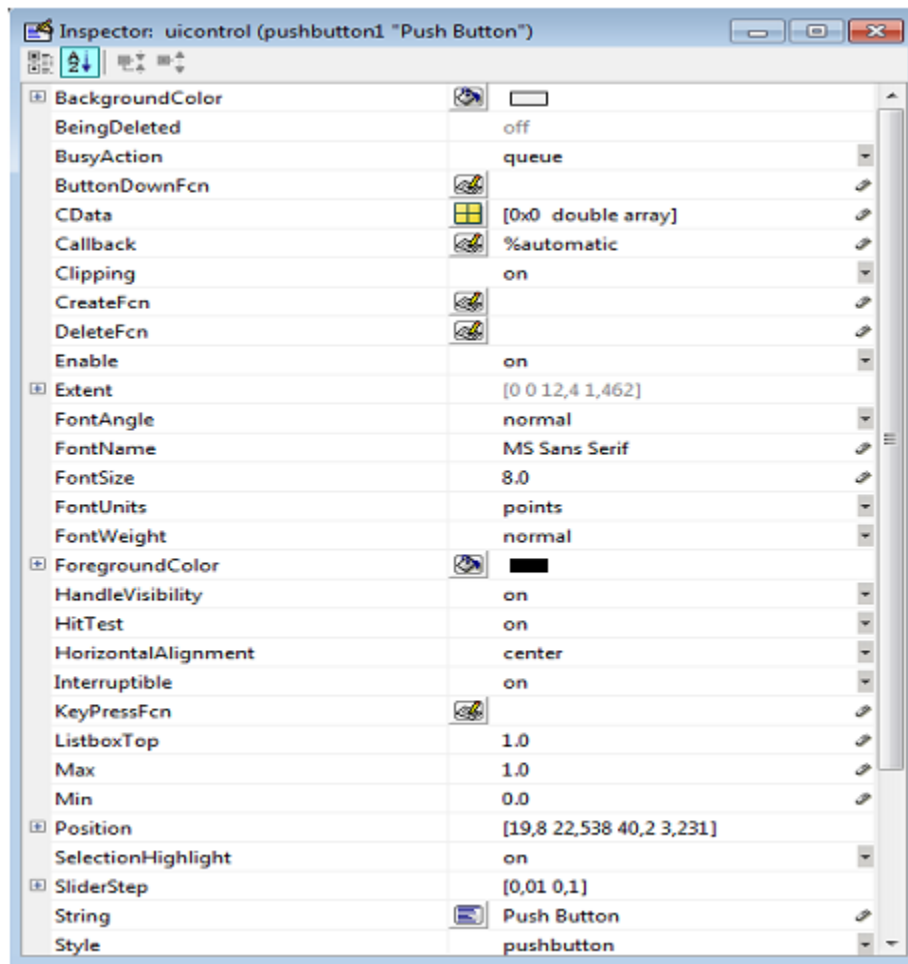 Inspector: uicontrol (pushbutton1 "Push Button")
BackgroundColor
BeingDeleted off
BusyAction queue
ButtonDownFcn
CData [0x0 double array]
Callback %automatic
Clipping on
CreateFcn
DeleteFcn
Enable on
Extent [0 0 12,4 1,462]
FontAngle normal
FontName MS Sans Serif
FontSize 8.0
FontUnits points
FontWeight normal
ForegroundColor
HandleVisibility on
HitTest on
HorizontalAlignment center
Interruptible on
KeyPressFcn
ListboxTop 1.0
Max 1.0
Min 0.0
Position [19,8 22,538 40,2 3,231]
SelectionHighlight on
SliderStep [0,01 0,1]
String Push Button
Style pushbutton